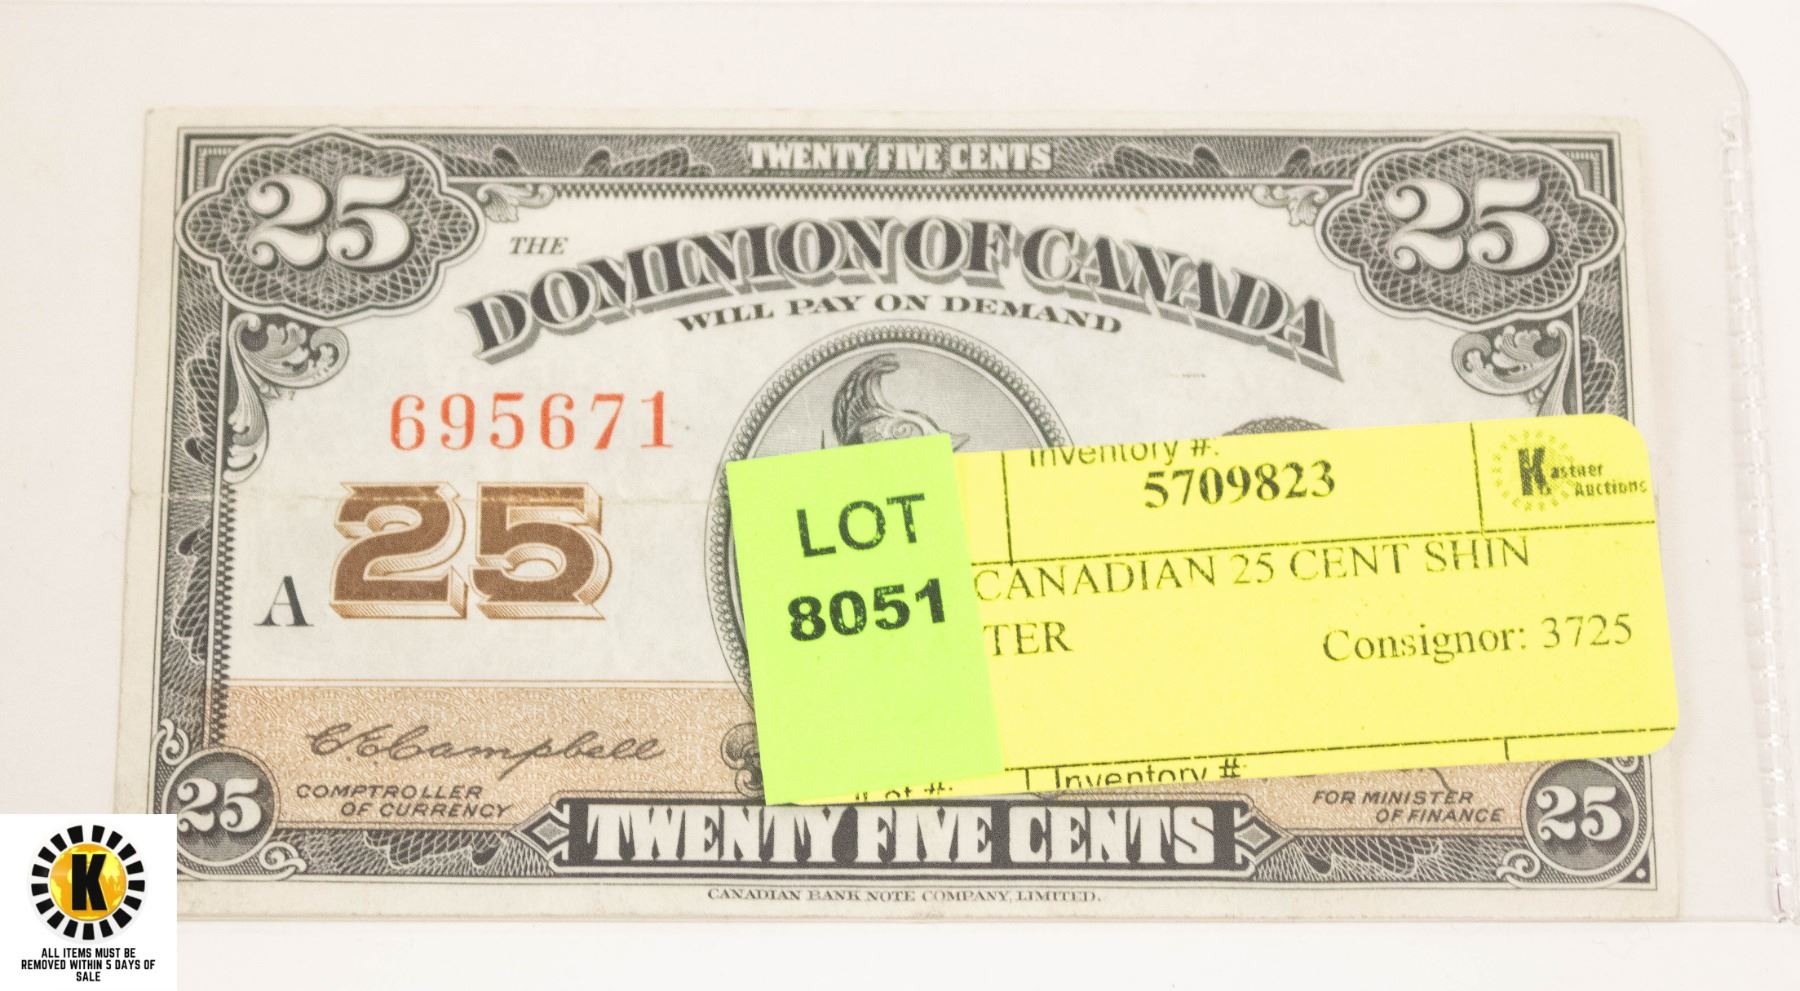 TWENTY FIVE CENTS
25 25
THE
DOMINION OF CANADA
WILL PAY ON DEMAND
695671
A 25
C.E. Campbell
COMPTROLLER
OF CURRENCY
25
TWENTY FIVE CENTS
FOR MINISTER
OF FINANCE
25
CANADIAN BANK NOTE COMPANY, LIMITED.
LOT
8051
Inventory #:
5709823
Kastner
Auctions
CANADIAN 25 CENT SHIN
TER Consignor: 3725
Inventory #:
K
ALL ITEMS MUST BE
REMOVED WITHIN 5 DAYS OF
SALE